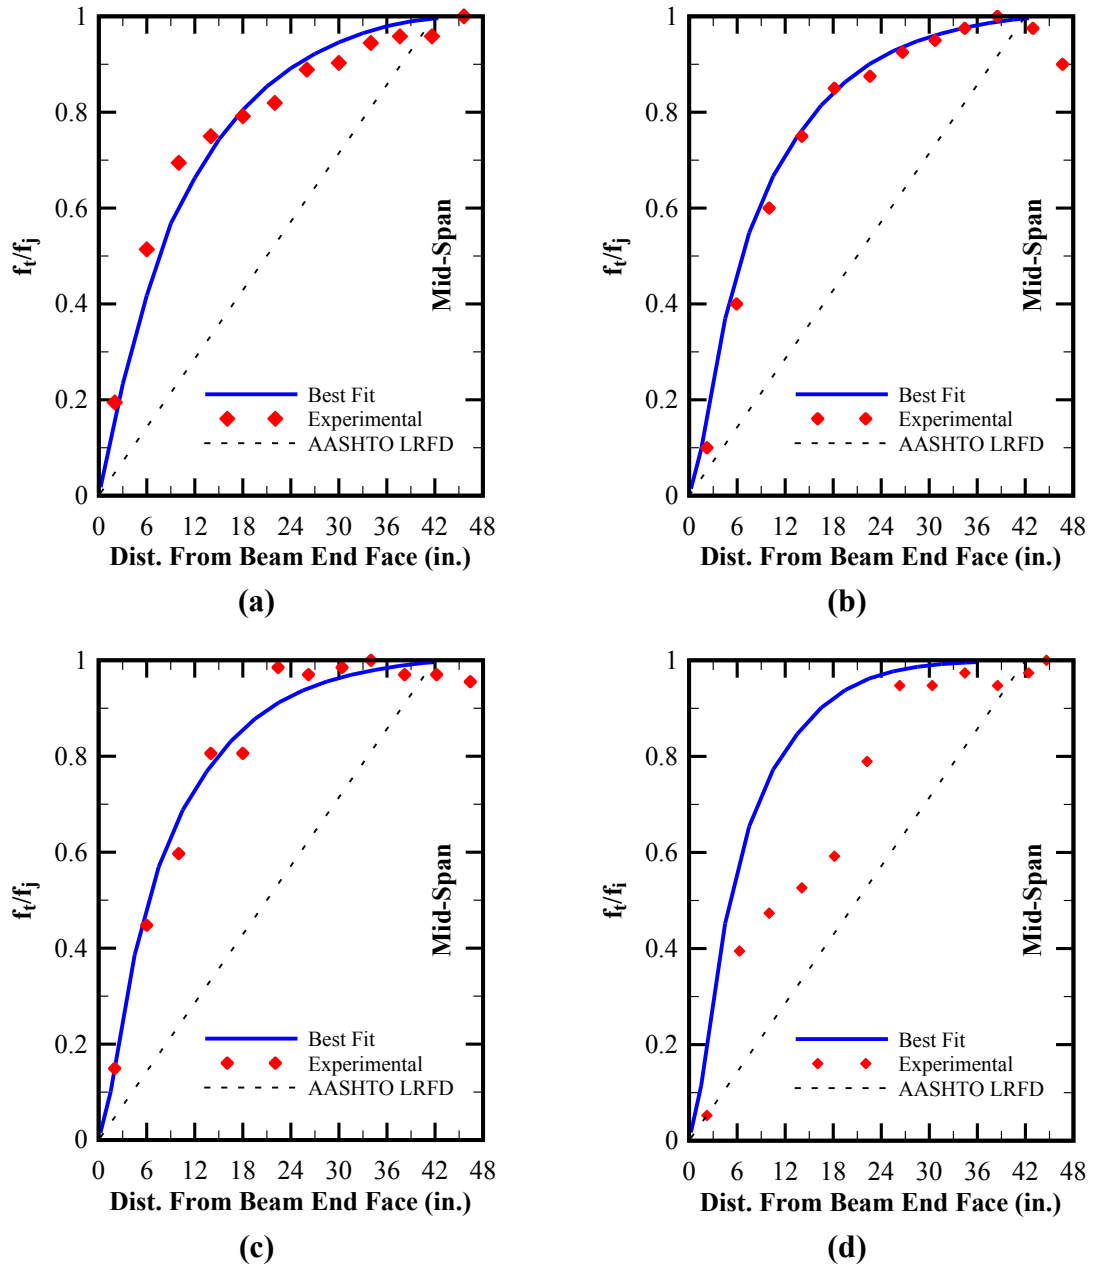 1
0.8
0.6
0.4
0.2
0
f_t/f_j
Mid-Span
Best Fit
Experimental
AASHTO LRFD
0 6 12 18 24 30 36 42 48
Dist. From Beam End Face (in.)
(a)
1
0.8
0.6
0.4
0.2
0
f_t/f_j
Mid-Span
Best Fit
Experimental
AASHTO LRFD
0 6 12 18 24 30 36 42 48
Dist. From Beam End Face (in.)
(b)
1
0.8
0.6
0.4
0.2
0
f_t/f_j
Mid-Span
Best Fit
Experimental
AASHTO LRFD
0 6 12 18 24 30 36 42 48
Dist. From Beam End Face (in.)
(c)
1
0.8
0.6
0.4
0.2
0
f_t/f_i
Mid-Span
Best Fit
Experimental
AASHTO LRFD
0 6 12 18 24 30 36 42 48
Dist. From Beam End Face (in.)
(d)